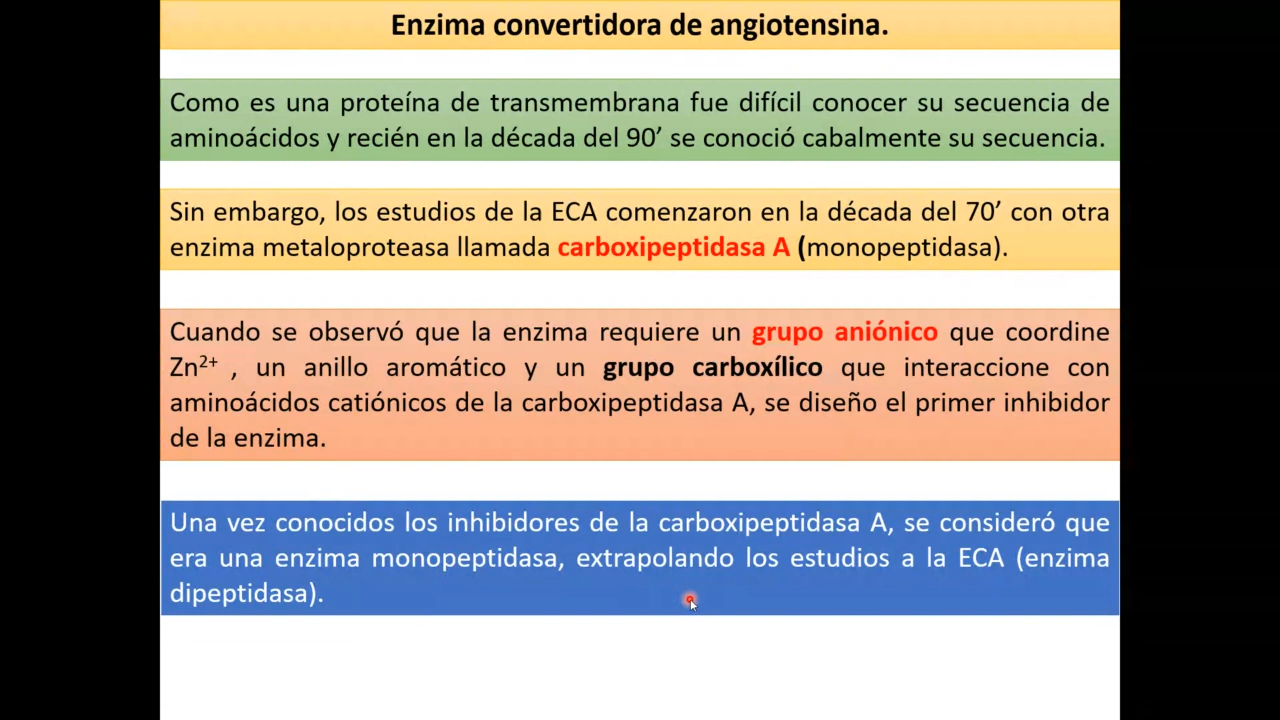 Enzima convertidora de angiotensina.
Como es una proteína de transmembrana fue difícil conocer su secuencia de
aminoácidos y recién en la década del 90’ se conoció cabalmente su secuencia.
Sin embargo, los estudios de la ECA comenzaron en la década del 70’ con otra
enzima metaloproteasa llamada carboxipeptidasa A (monopeptidasa).
Cuando se observó que la enzima requiere un grupo aniónico que coordine
Zn²⁺ , un anillo aromático y un grupo carboxílico que interaccione con
aminoácidos catiónicos de la carboxipeptidasa A, se diseño el primer inhibidor
de la enzima.
Una vez conocidos los inhibidores de la carboxipeptidasa A, se consideró que
era una enzima monopeptidasa, extrapolando los estudios a la ECA (enzima
dipeptidasa).